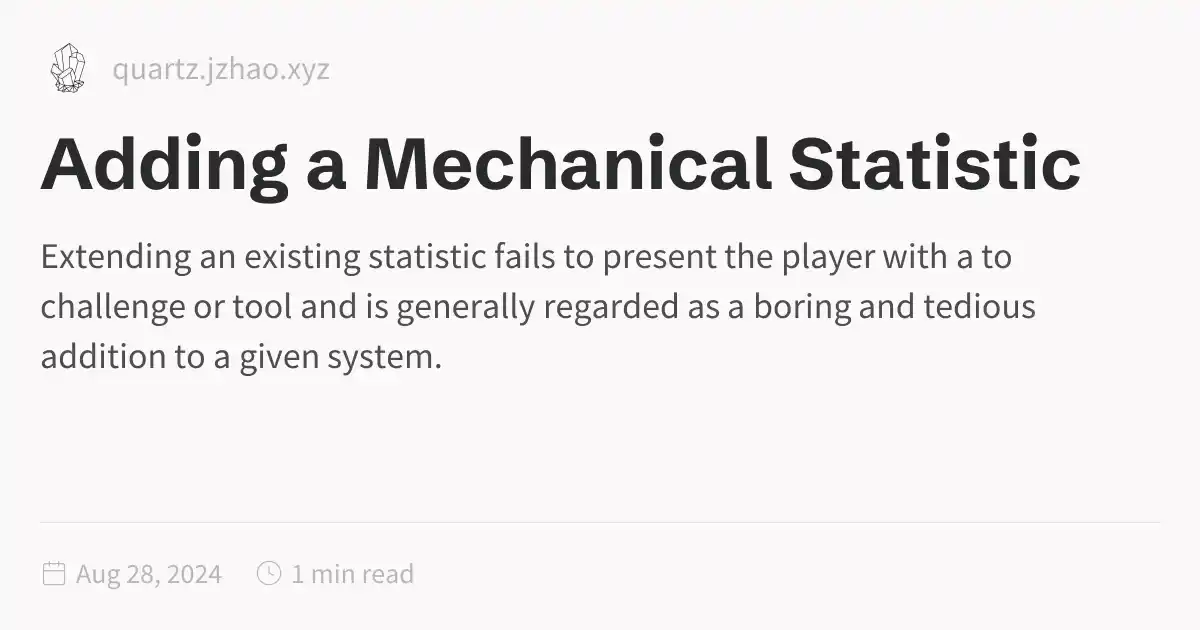 quartz.jzhao.xyz
Adding a Mechanical Statistic
Extending an existing statistic fails to present the player with a to
challenge or tool and is generally regarded as a boring and tedious
addition to a given system.
Aug 28, 2024 1 min read